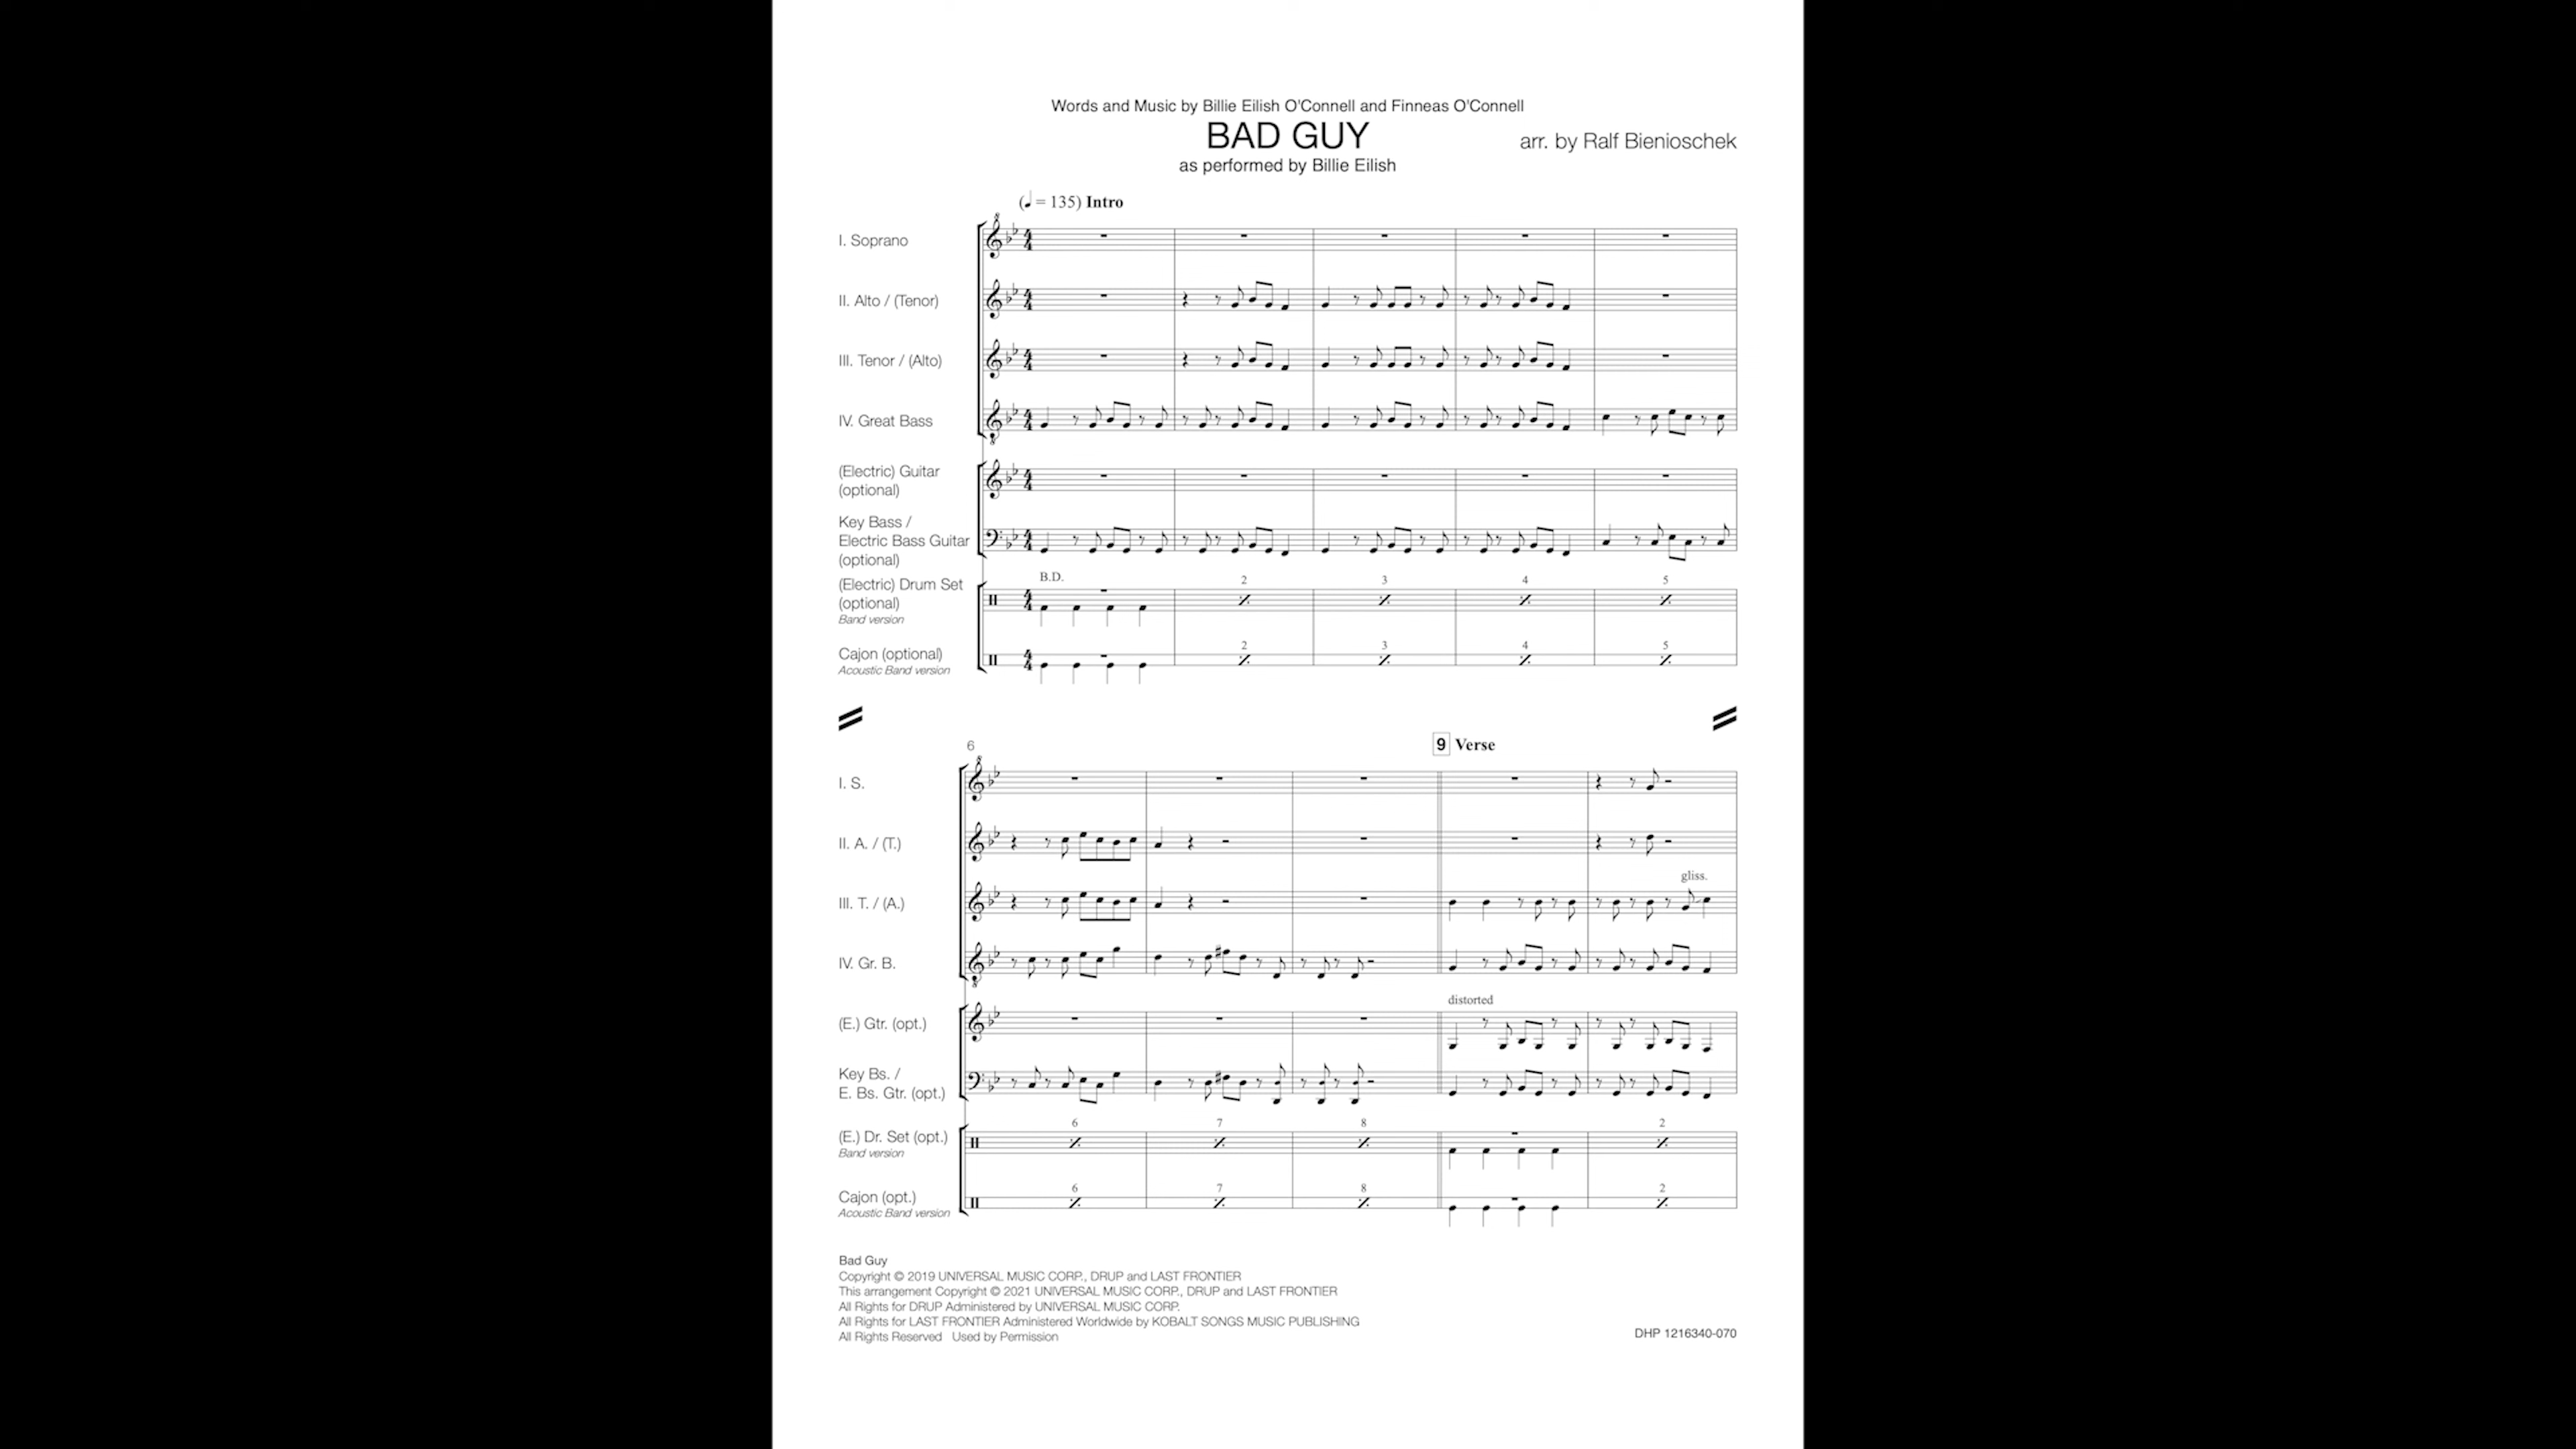 Words and Music by Billie Eilish O'Connell and Finneas O'Connell
BAD GUY
arr. by Ralf Bienioschek
as performed by Billie Eilish
(♩ = 135) Intro
I. Soprano
II. Alto / (Tenor)
III. Tenor / (Alto)
IV. Great Bass
(Electric) Guitar
(optional)
Key Bass /
Electric Bass Guitar
(optional)
(Electric) Drum Set
(optional)
Band version
B.D.
2 3 4 5
Cajon (optional)
Acoustic Band version
2 3 4 5
6
9 Verse
I. S.
II. A. / (T.)
gliss.
III. T. / (A.)
IV. Gr. B.
distorted
(E.) Gtr. (opt.)
Key Bs. /
E. Bs. Gtr. (opt.)
6 7 8 2
(E.) Dr. Set (opt.)
Band version
6 7 8 2
Cajon (opt.)
Acoustic Band version
Bad Guy
Copyright © 2019 UNIVERSAL MUSIC CORP., DRUP and LAST FRONTIER
This arrangement Copyright © 2021 UNIVERSAL MUSIC CORP., DRUP and LAST FRONTIER
All Rights for DRUP Administered by UNIVERSAL MUSIC CORP.
All Rights for LAST FRONTIER Administered Worldwide by KOBALT SONGS MUSIC PUBLISHING
All Rights Reserved Used by Permission
DHP 1216340-070